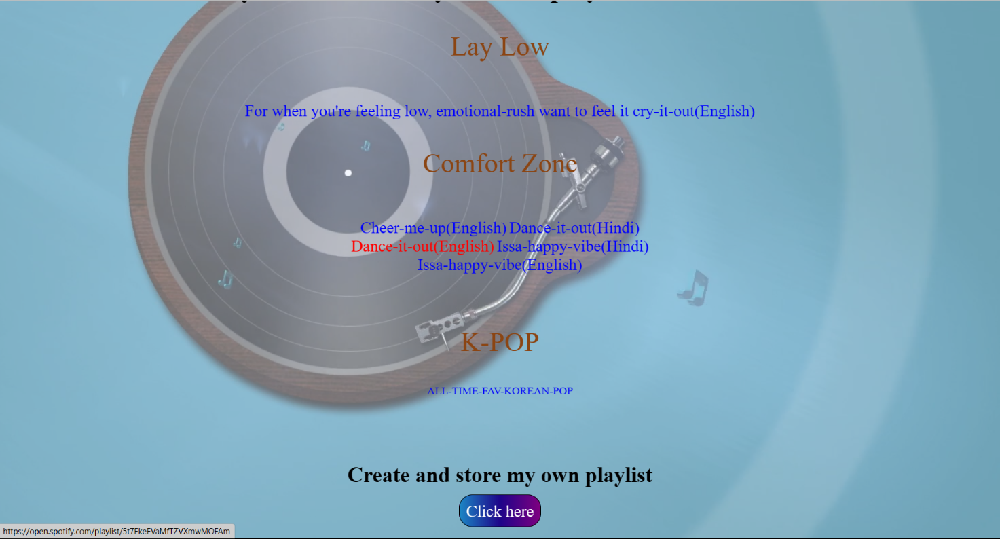 Lay Low
For when you're feeling low, emotional-rush want to feel it cry-it-out(English)
Comfort Zone
Cheer-me-up(English) Dance-it-out(Hindi)
Dance-it-out(English) Issa-happy-vibe(Hindi)
Issa-happy-vibe(English)
K-POP
ALL-TIME-FAV-KOREAN-POP
Create and store my own playlist
Click here
https://open.spotify.com/playlist/5t7EkeEVaMfTZVXmwMOFAm